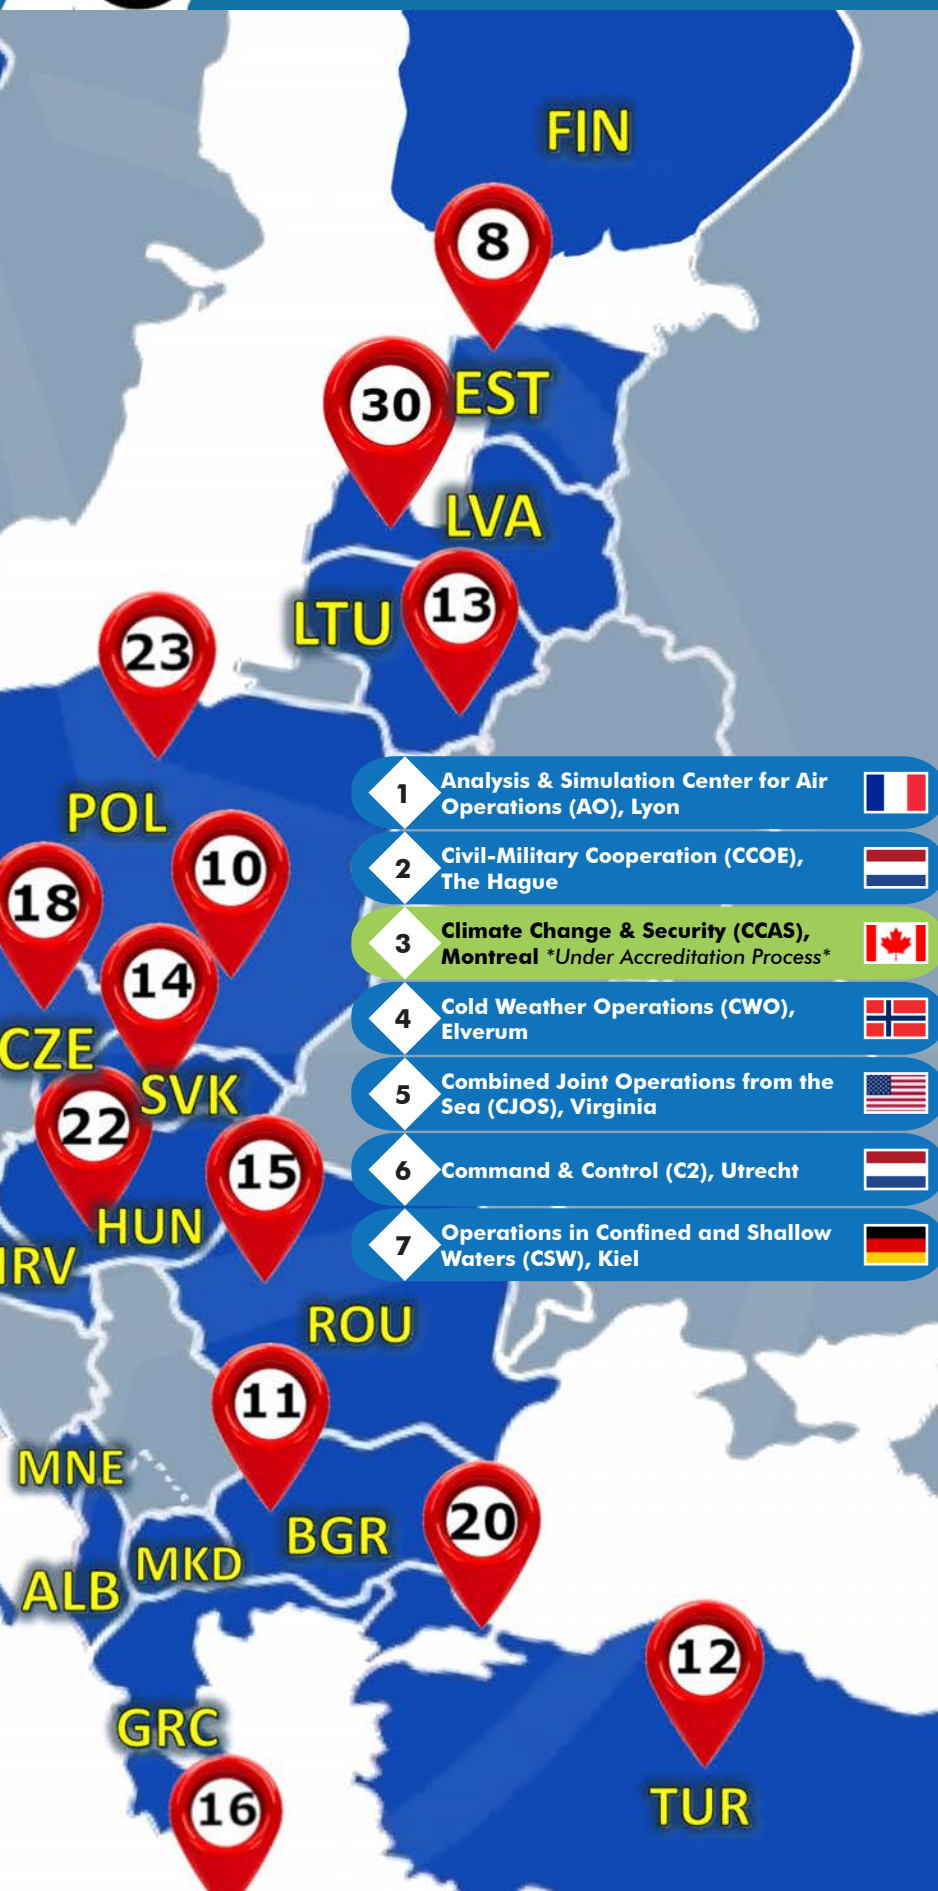 FIN
8
30
EST
LVA
LTU
13
23
POL
10
18
14
CZE
SVK
22
15
HUN
HRV
ROU
11
MNE
BGR
20
MKD
ALB
12
GRC
16
TUR
1
Analysis & Simulation Center for Air
Operations (AO), Lyon
2
Civil-Military Cooperation (CCOE),
The Hague
3
Climate Change & Security (CCAS),
Montreal *Under Accreditation Process*
4
Cold Weather Operations (CWO),
Elverum
5
Combined Joint Operations from the
Sea (CJOS), Virginia
6
Command & Control (C2), Utrecht
7
Operations in Confined and Shallow
Waters (CSW), Kiel